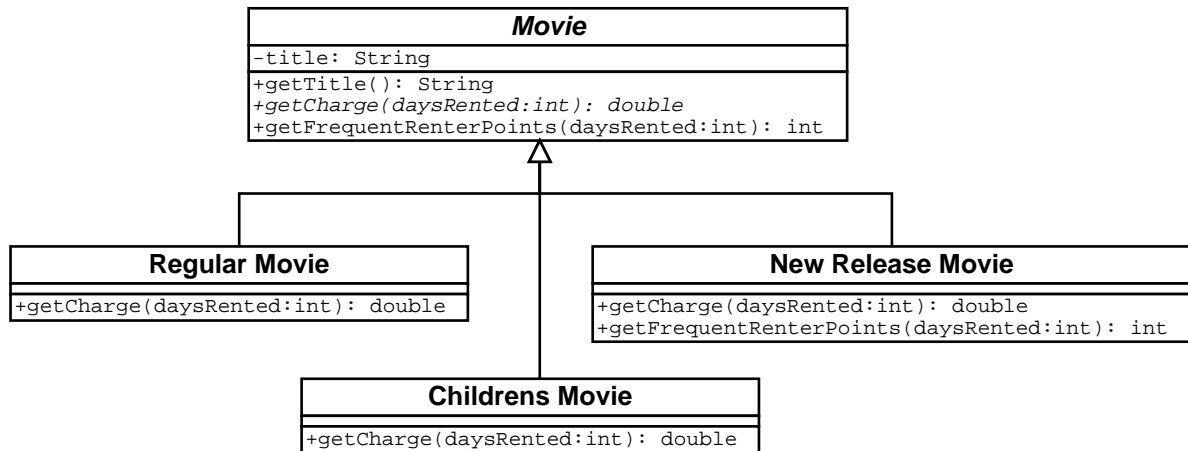 Movie
-title: String
+getTitle(): String
+getCharge(daysRented:int): double
+getFrequentRenterPoints(daysRented:int): int
Regular Movie
+getCharge(daysRented:int): double
New Release Movie
+getCharge(daysRented:int): double
+getFrequentRenterPoints(daysRented:int): int
Childrens Movie
+getCharge(daysRented:int): double